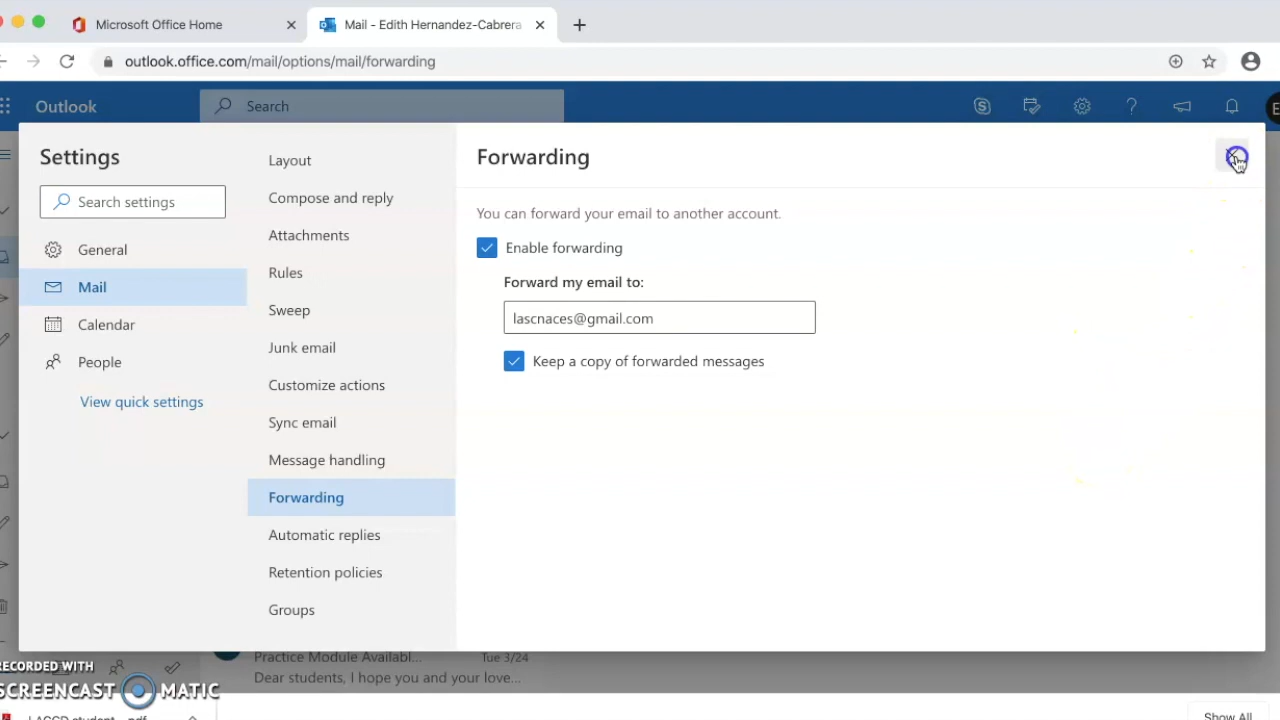 Microsoft Office Home
Mail - Edith Hernandez-Cabrera
outlook.office.com/mail/options/mail/forwarding
Outlook
Search
E
Settings
Search settings
General
Mail
Calendar
People
View quick settings
Layout
Compose and reply
Attachments
Rules
Sweep
Junk email
Customize actions
Sync email
Message handling
Forwarding
Automatic replies
Retention policies
Groups
Forwarding
You can forward your email to another account.
Enable forwarding
Forward my email to:
lascnaces@gmail.com
Keep a copy of forwarded messages
Practice Module Availabl...
Tue 3/24
Dear students, I hope you and your love...
RECORDED WITH
SCREENCAST MATIC
LACCD student....pdf
Show All